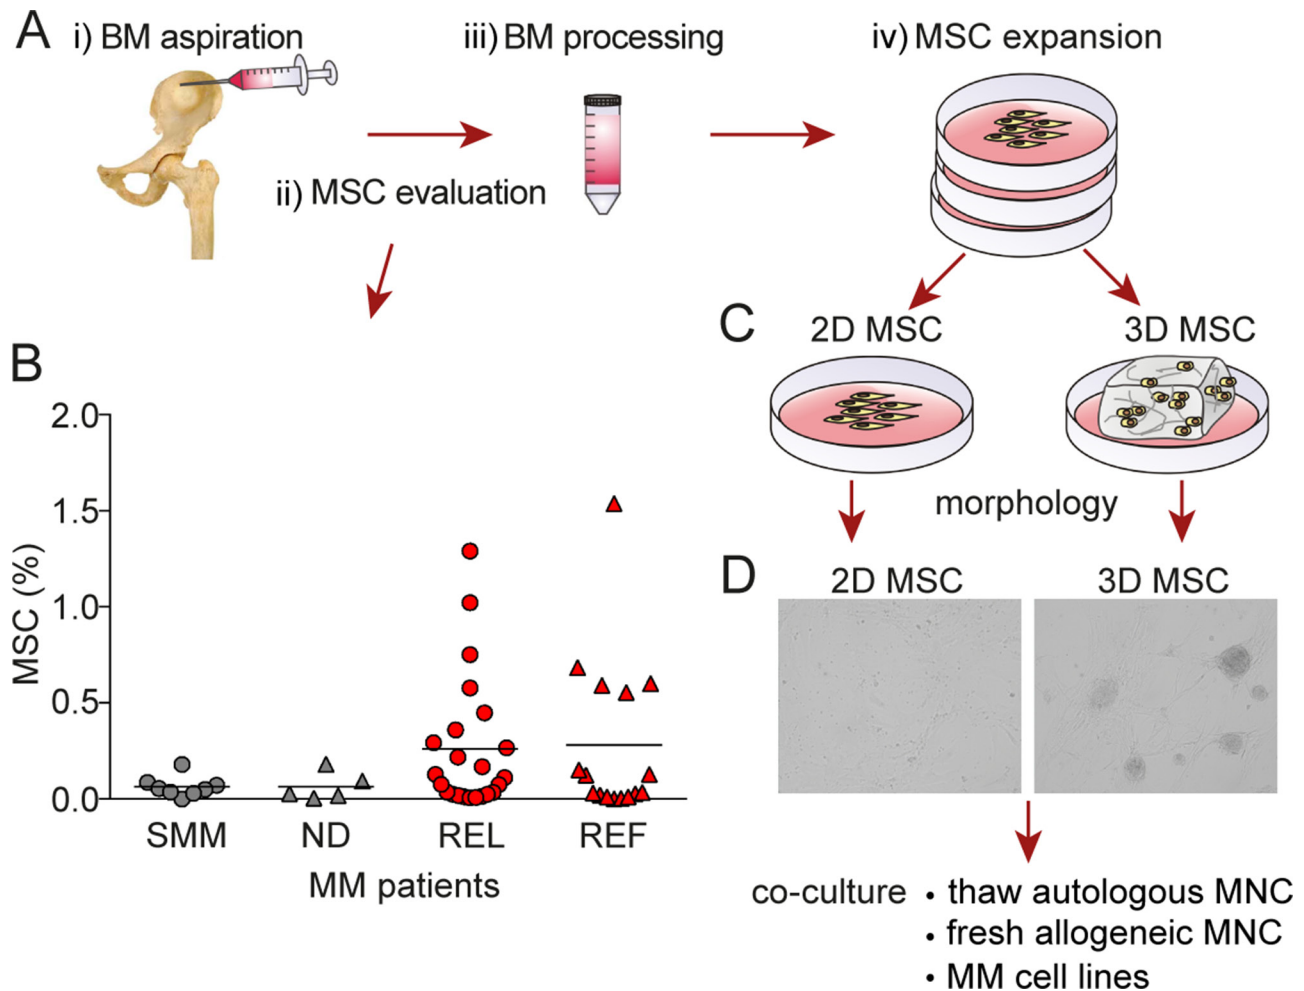 A
i) BM aspiration
iii) BM processing
iv) MSC expansion
ii) MSC evaluation
B
2.0
1.5
1.0
0.5
0.0
MSC (%)
SMM ND REL REF
MM patients
C
2D MSC 3D MSC
morphology
D
2D MSC 3D MSC
co-culture • thaw autologous MNC
• fresh allogeneic MNC
• MM cell lines